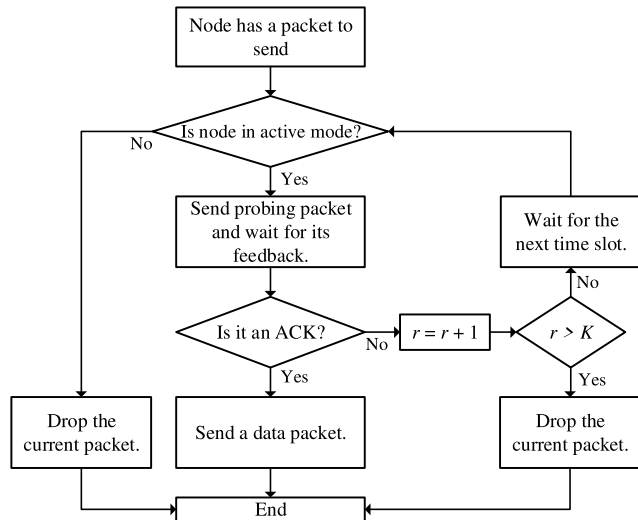 Node has a packet to
send
Is node in active mode?
No
Yes
Send probing packet
and wait for its
feedback.
Wait for the
next time slot.
No
Is it an ACK?
No
r = r + 1
r > K
Yes
Yes
Drop the
current packet.
Send a data packet.
Drop the
current packet.
End